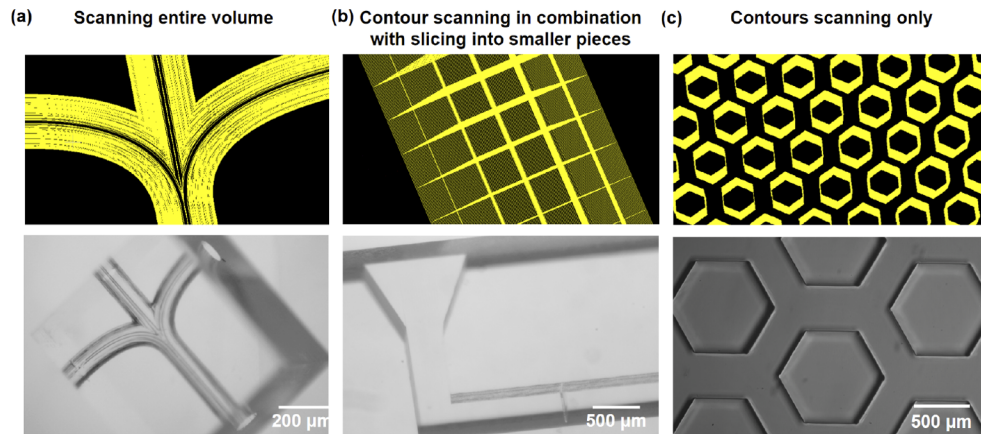 (a) Scanning entire volume
(b) Contour scanning in combination
with slicing into smaller pieces
(c) Contours scanning only
200 µm
500 µm
500 µm